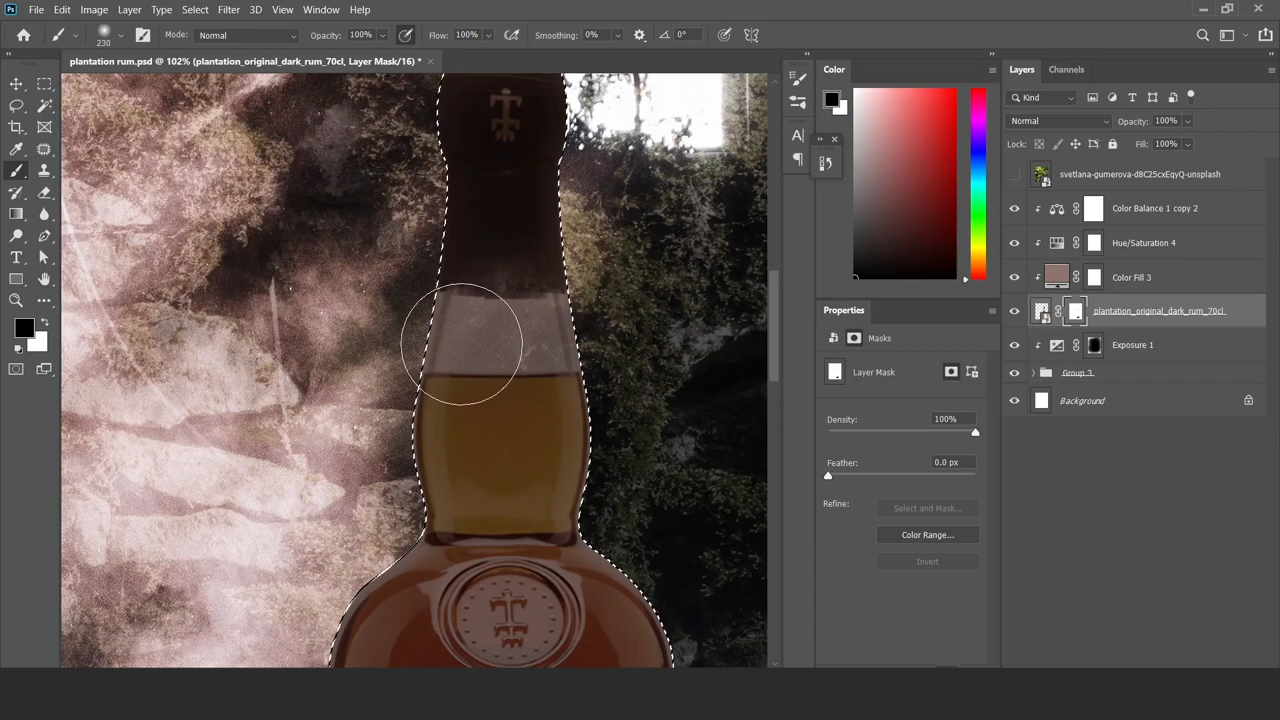 Ps File Edit Image Layer Type Select Filter 3D View Window Help
230 Mode: Normal Opacity: 100% Flow: 100% Smoothing: 0% 0°
plantation rum.psd @ 102% (plantation_original_dark_rum_70cl, Layer Mask/16) *
Color
Properties
Masks
Layer Mask
Density: 100%
Feather: 0.0 px
Refine: Select and Mask...
Color Range...
Invert
Layers Channels
Kind
Normal Opacity: 100%
Lock: Fill: 100%
svetlana-gumerova-d8C25cxEqyQ-unsplash
Color Balance 1 copy 2
Hue/Saturation 4
Color Fill 3
plantation_original_dark_rum_70cl
Exposure 1
Group 3
Background